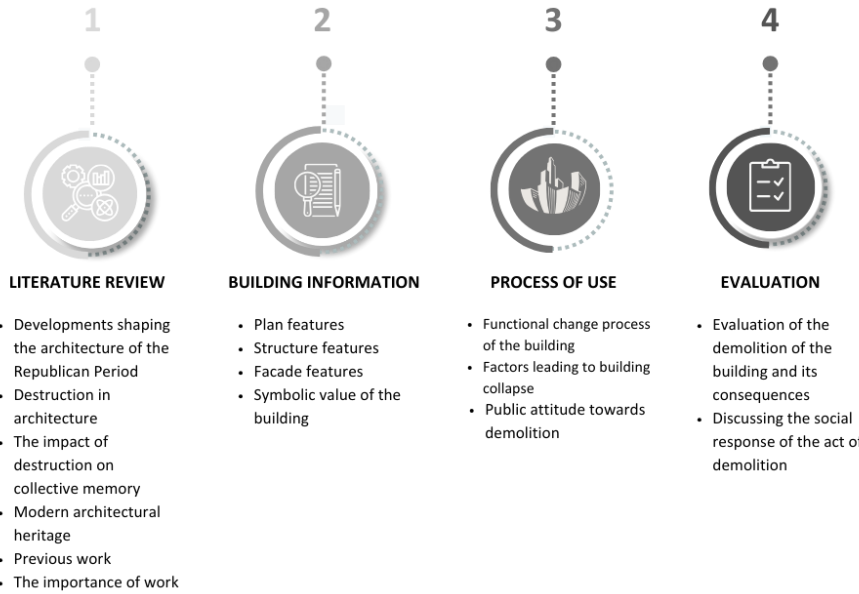 1
2
3
4
LITERATURE REVIEW
• Developments shaping
the architecture of the
Republican Period
• Destruction in
architecture
• The impact of
destruction on
collective memory
• Modern architectural
heritage
• Previous work
• The importance of work
BUILDING INFORMATION
• Plan features
• Structure features
• Facade features
• Symbolic value of the
building
PROCESS OF USE
• Functional change process
of the building
• Factors leading to building
collapse
• Public attitude towards
demolition
EVALUATION
• Evaluation of the
demolition of the
building and its
consequences
• Discussing the social
response of the act of
demolition